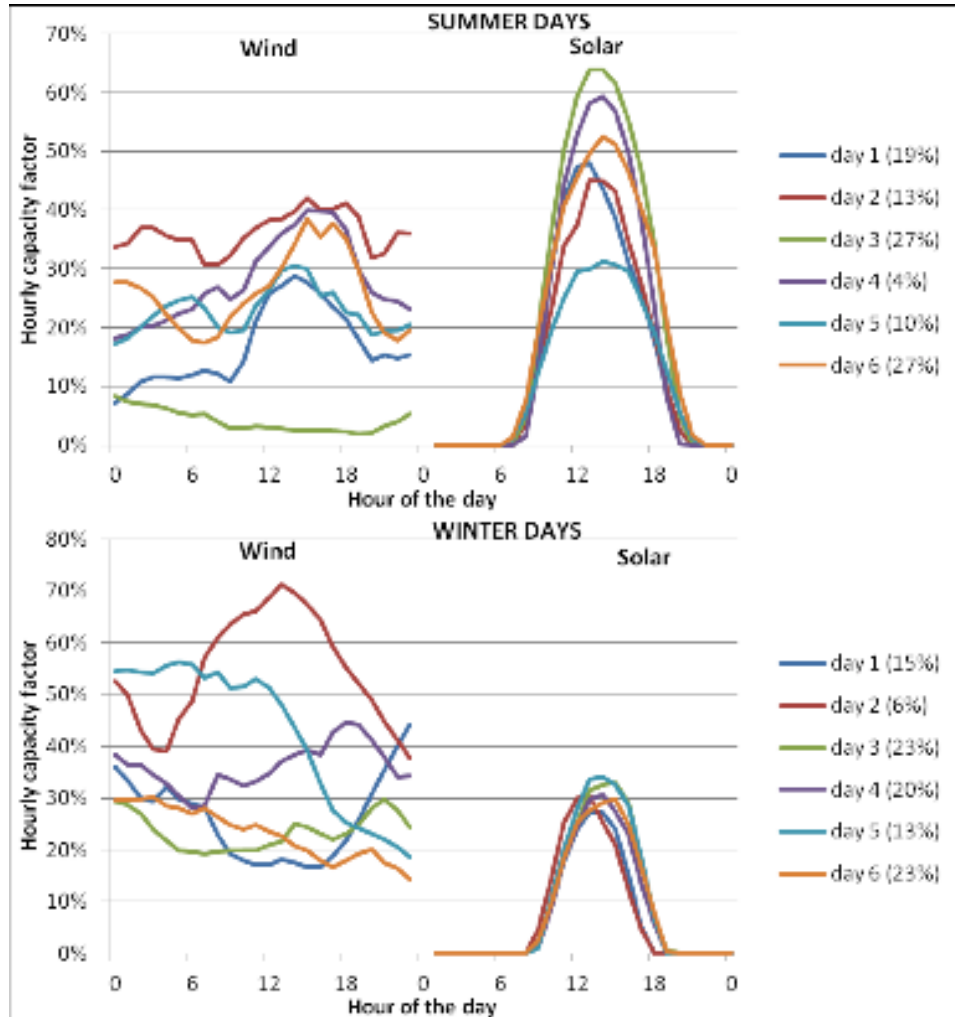 SUMMER DAYS
Wind Solar
Hourly capacity factor
70%
60%
50%
40%
30%
20%
10%
0%
0 6 12 18 0 6 12 18 0
Hour of the day
day 1 (19%)
day 2 (13%)
day 3 (27%)
day 4 (4%)
day 5 (10%)
day 6 (27%)
WINTER DAYS
Wind Solar
Hourly capacity factor
80%
70%
60%
50%
40%
30%
20%
10%
0%
0 6 12 18 0 6 12 18 0
Hour of the day
day 1 (15%)
day 2 (6%)
day 3 (23%)
day 4 (20%)
day 5 (13%)
day 6 (23%)